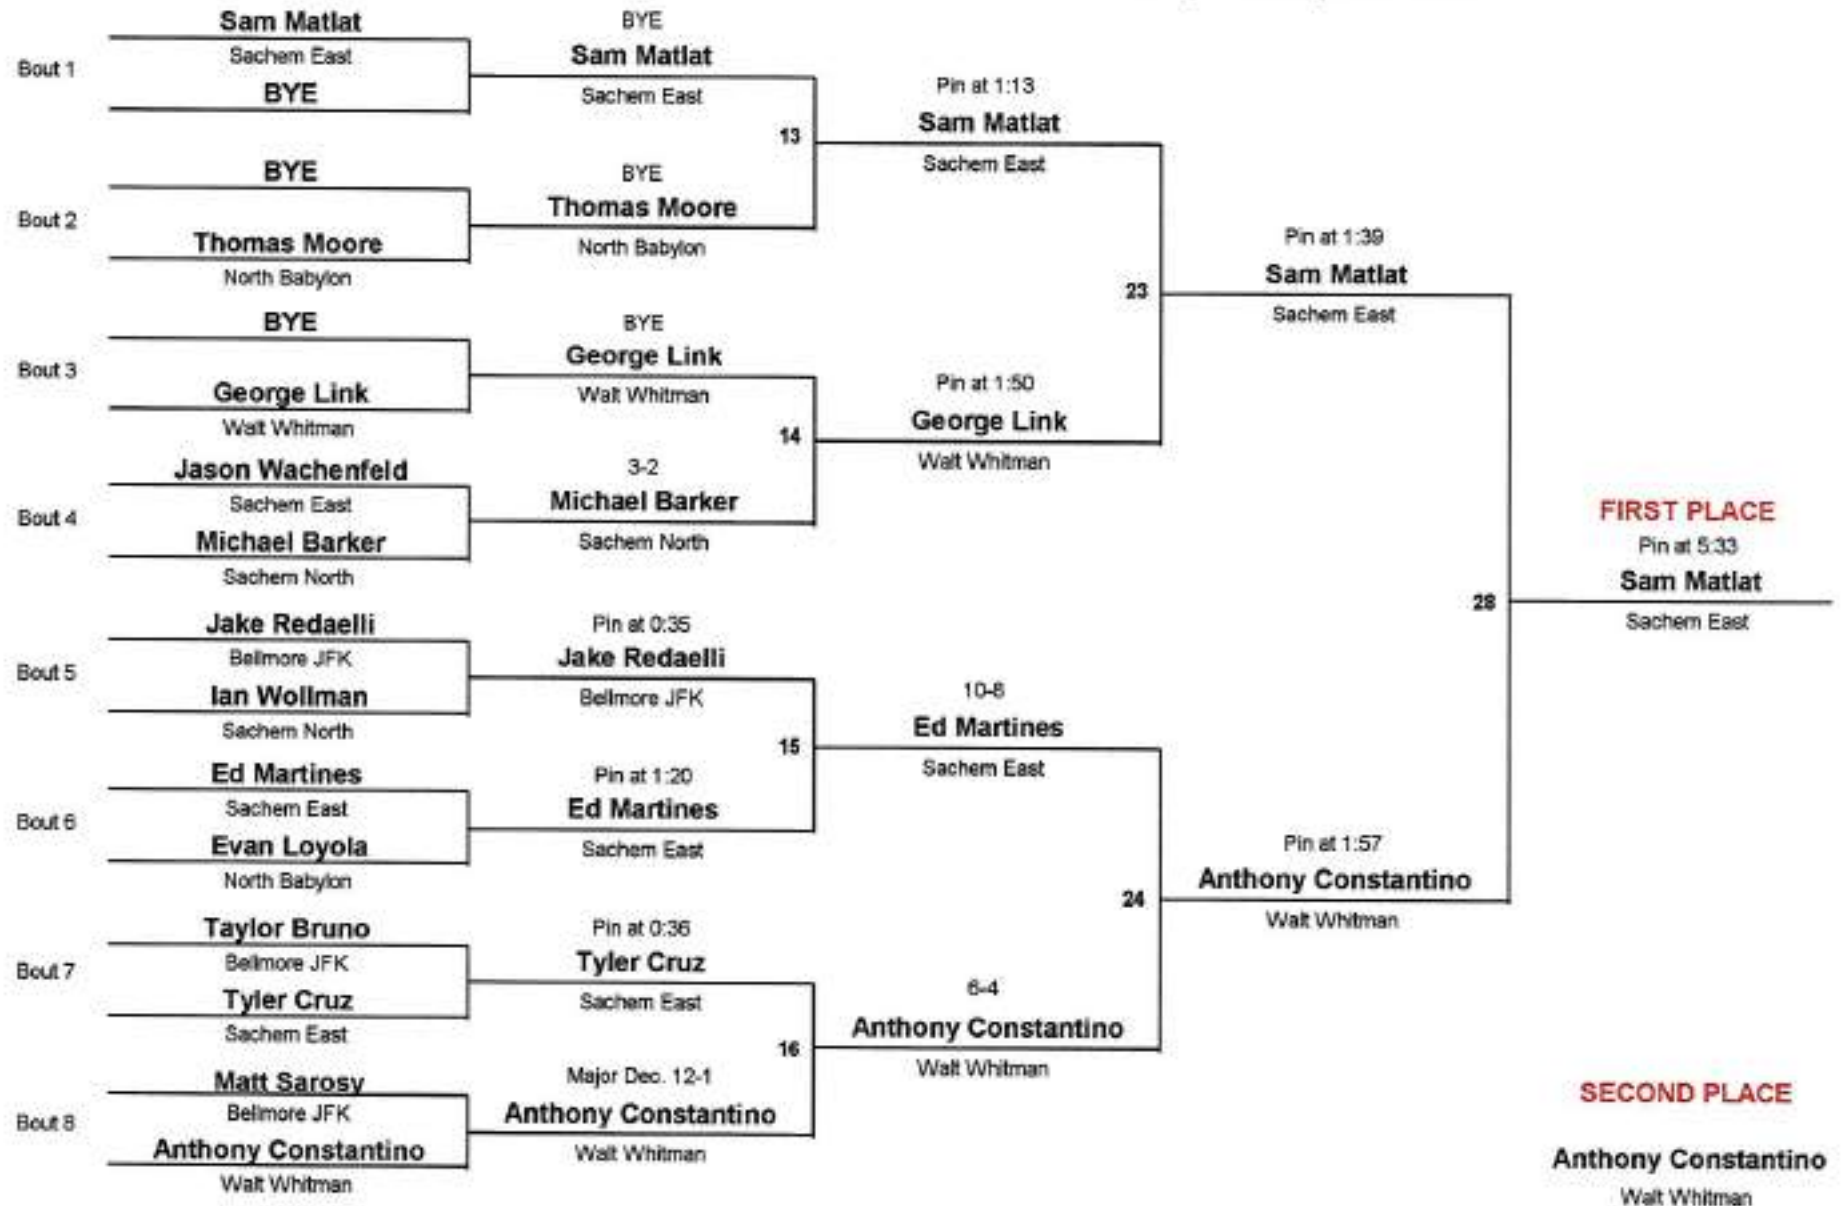 Bout 1
Sam Matlat
Sachem East
BYE
Bout 2
BYE
Thomas Moore
North Babylon
Bout 3
BYE
George Link
Walt Whitman
Bout 4
Jason Wachenfeld
Sachem East
Michael Barker
Sachem North
Bout 5
Jake Redaelli
Bellmore JFK
Ian Wollman
Sachem North
Bout 6
Ed Martines
Sachem East
Evan Loyola
North Babylon
Bout 7
Taylor Bruno
Bellmore JFK
Tyler Cruz
Sachem East
Bout 8
Matt Sarosy
Bellmore JFK
Anthony Constantino
Walt Whitman
BYE
Sam Matlat
Sachem East
BYE
Thomas Moore
North Babylon
BYE
George Link
Walt Whitman
3-2
Michael Barker
Sachem North
Pin at 0:35
Jake Redaelli
Bellmore JFK
Pin at 1:20
Ed Martines
Sachem East
Pin at 0:36
Tyler Cruz
Sachem East
Major Dec. 12-1
Anthony Constantino
Walt Whitman
13
Pin at 1:13
Sam Matlat
Sachem East
14
Pin at 1:50
George Link
Walt Whitman
15
Ed Martines
Sachem East
16
6-4
Anthony Constantino
Walt Whitman
23
Pin at 1:39
Sam Matlat
Sachem East
24
Pin at 1:57
Anthony Constantino
Walt Whitman
28
FIRST PLACE
Pin at 5:33
Sam Matlat
Sachem East
SECOND PLACE
Anthony Constantino
Walt Whitman